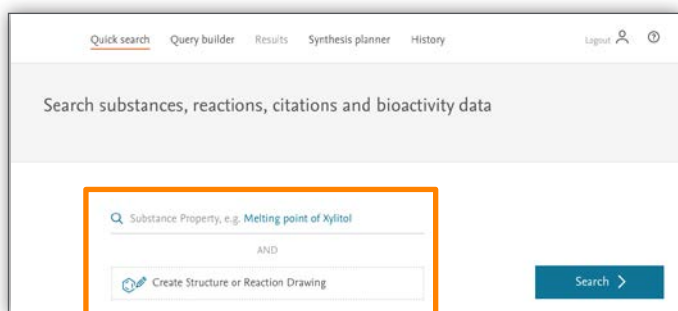 Quick search Query builder Results Synthesis planner History Logout
Search substances, reactions, citations and bioactivity data
Substance Property, e.g. Melting point of Xylitol
AND
Create Structure or Reaction Drawing
Search